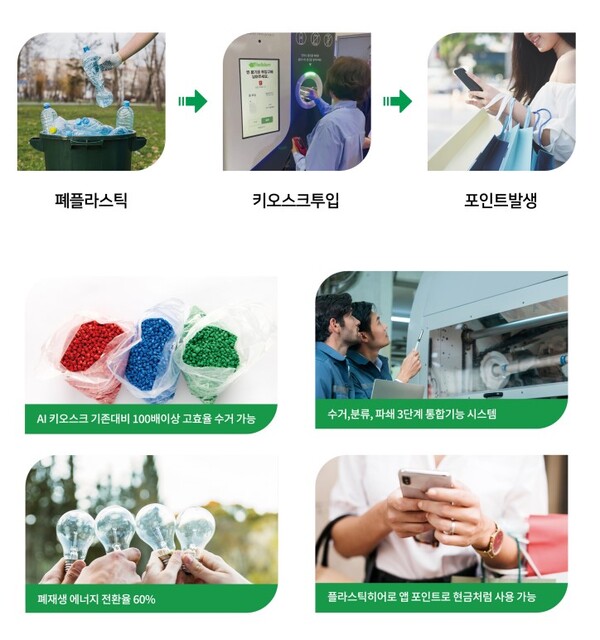 폐플라스틱
키오스크투입
포인트발생
AI 키오스크 기존대비 100배이상 고효율 수거 가능
수거,분류, 파쇄 3단계 통합기능 시스템
폐재생 에너지 전환율 60%
플라스틱히어로 앱 포인트로 현금처럼 사용 가능